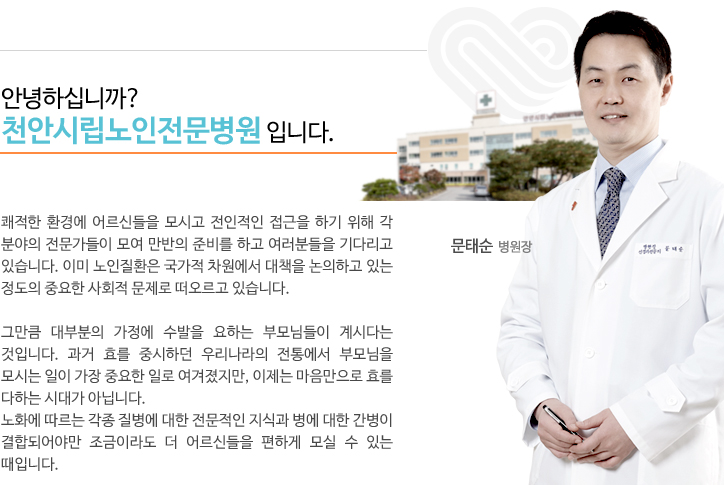 안녕하십니까?
천안시립노인전문병원 입니다.
쾌적한 환경에 어르신들을 모시고 전인적인 접근을 하기 위해 각
분야의 전문가들이 모여 만반의 준비를 하고 여러분들을 기다리고
있습니다. 이미 노인질환은 국가적 차원에서 대책을 논의하고 있는
정도의 중요한 사회적 문제로 떠오르고 있습니다.
그만큼 대부분의 가정에 수발을 요하는 부모님들이 계시다는
것입니다. 과거 효를 중시하던 우리나라의 전통에서 부모님을
모시는 일이 가장 중요한 일로 여겨졌지만, 이제는 마음만으로 효를
다하는 시대가 아닙니다.
노화에 따르는 각종 질병에 대한 전문적인 지식과 병에 대한 간병이
결합되어야만 조금이라도 더 어르신들을 편하게 모실 수 있는
때입니다.
문태순 병원장
병원장
문태순